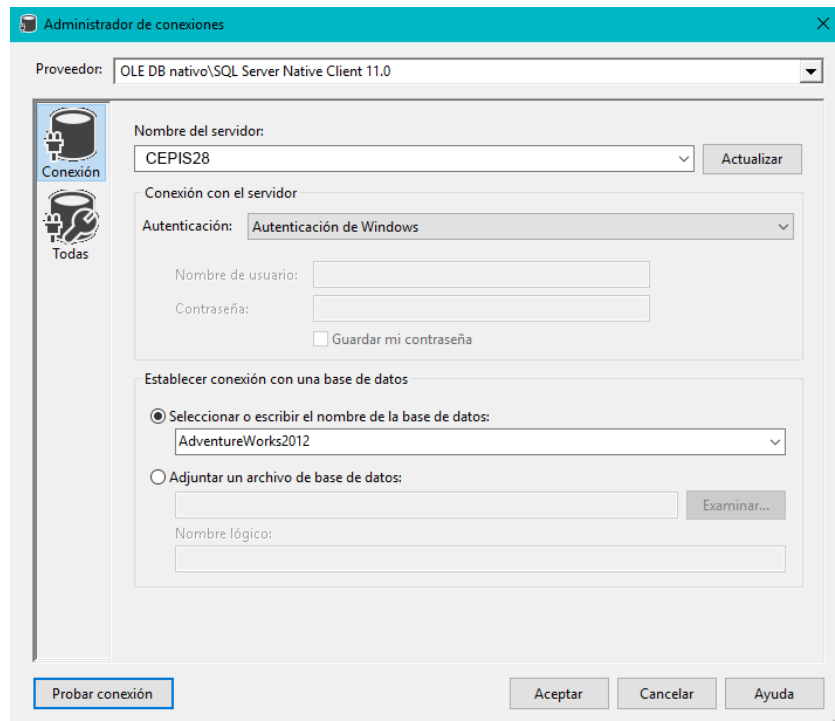 Administrador de conexiones
Proveedor: OLE DB nativo\SQL Server Native Client 11.0
Conexión
Todas
Nombre del servidor:
CEPIS28 Actualizar
Conexión con el servidor
Autenticación: Autenticación de Windows
Nombre de usuario:
Contraseña:
Guardar mi contraseña
Establecer conexión con una base de datos
Seleccionar o escribir el nombre de la base de datos:
AdventureWorks2012
Adjuntar un archivo de base de datos:
Examinar...
Nombre lógico:
Probar conexión Aceptar Cancelar Ayuda